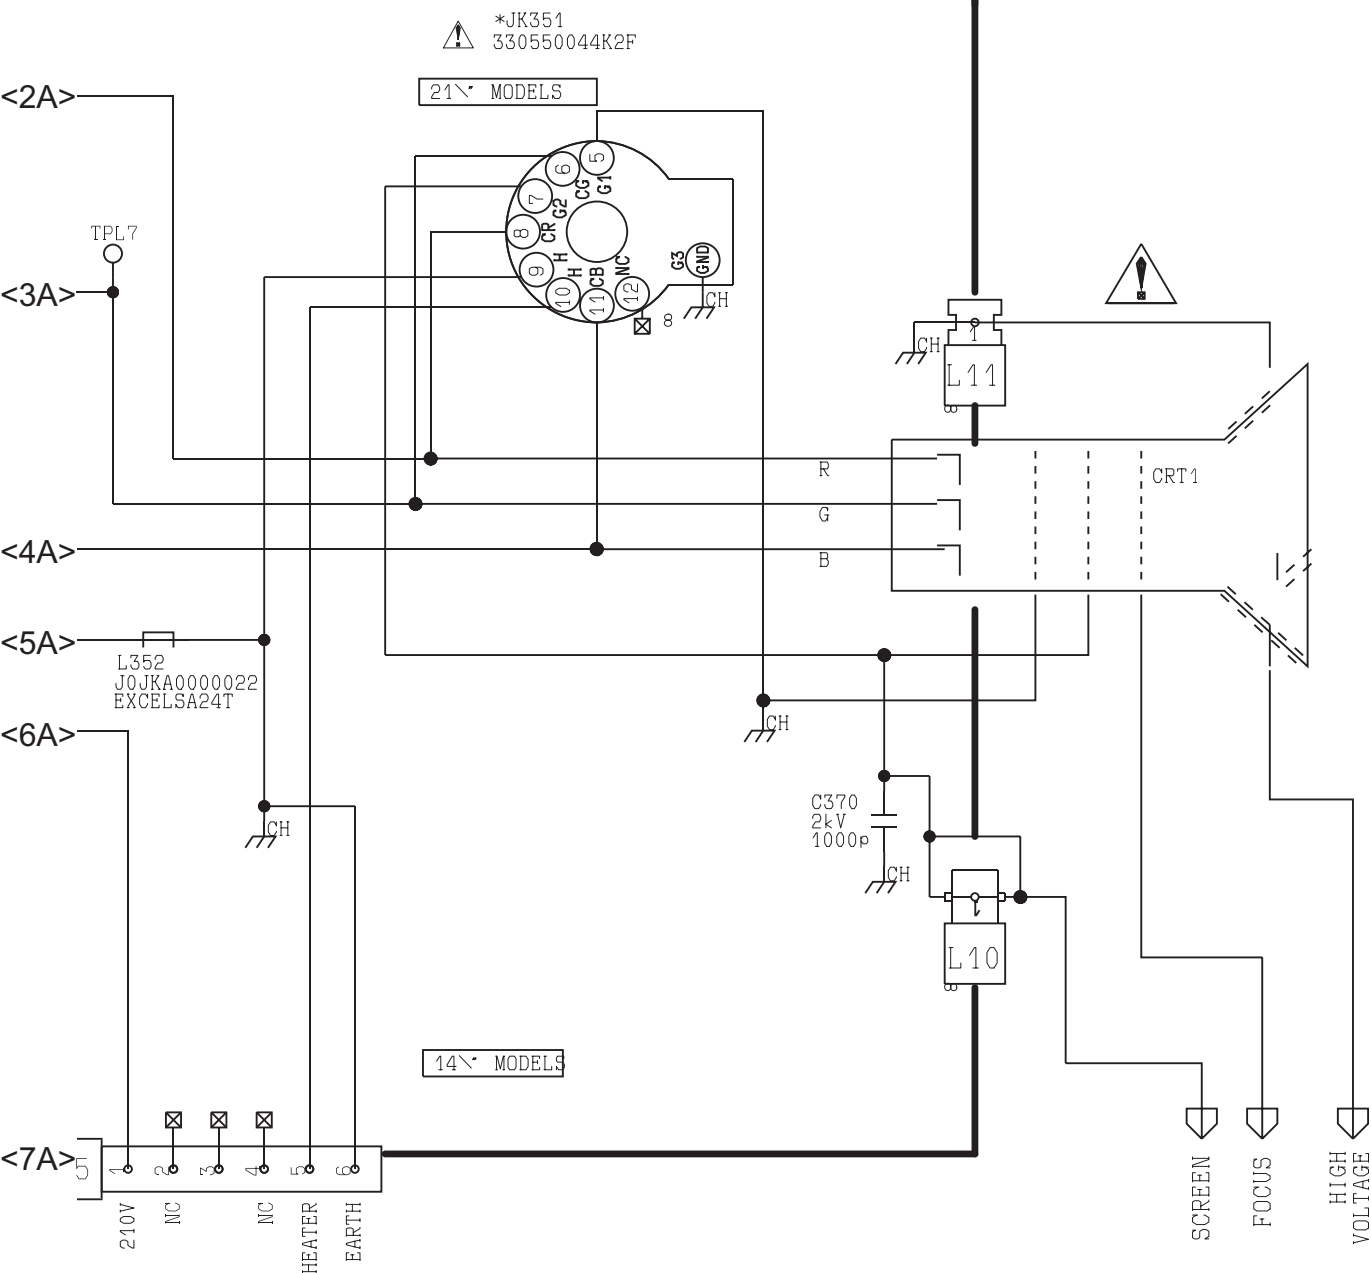 *JK351
330550044K2F
21" MODELS
<2A>
5
6
CG
G1
7
G2
TPL7
8
CR
H
9
H
CB
NC
G3
GND
<3A>
10
11
12
8
CH
CH
1
L11
8
R
CRT1
G
<4A>
B
<5A>
L352
J0JKA0000022
EXCELSA24T
<6A>
CH
C370
2kV
1000p
CH
CH
L10
8
14" MODELS
<7A>
5
1
2
3
4
5
6
210V
NC
NC
HEATER
EARTH
SCREEN
FOCUS
HIGH
VOLTAGE